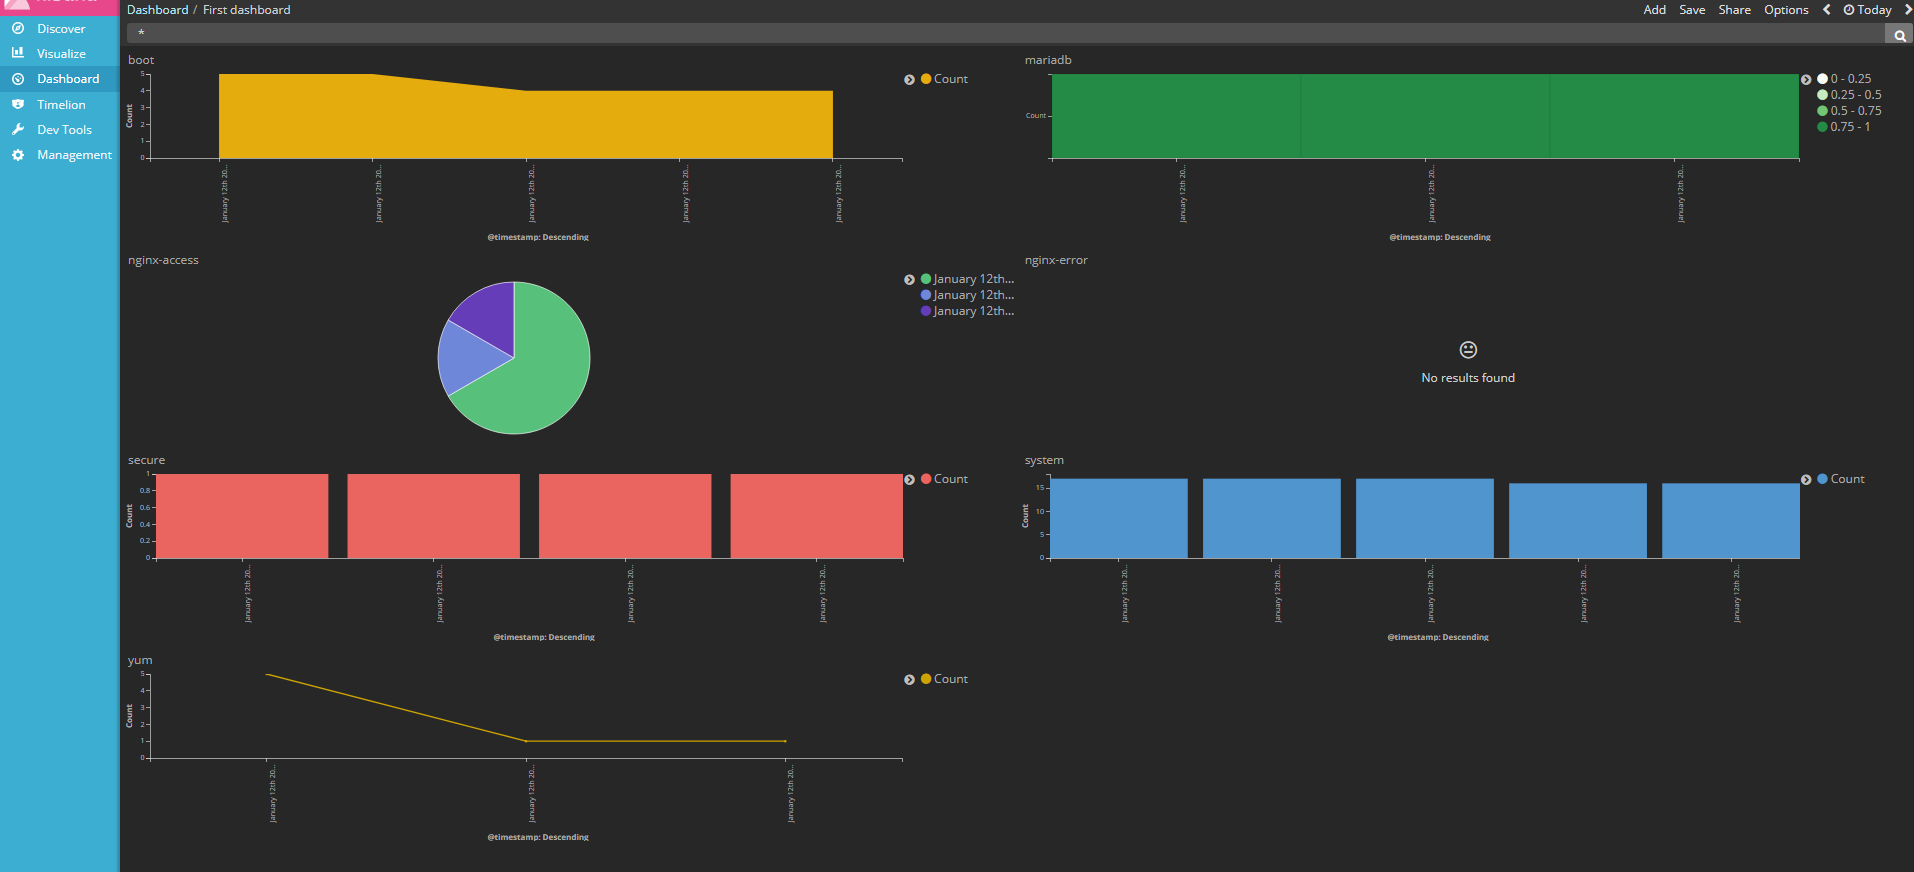 Dashboard / First dashboard
Add Save Share Options Today
*
Discover
Visualize
Dashboard
Timelion
Dev Tools
Management
boot
5
4
3
2
1
0
Count
January 12th 20...
January 12th 20...
January 12th 20...
January 12th 20...
January 12th 20...
@timestamp: Descending
Count
mariadb
Count
January 12th 20...
January 12th 20...
January 12th 20...
@timestamp: Descending
0 - 0.25
0.25 - 0.5
0.5 - 0.75
0.75 - 1
nginx-access
January 12th...
January 12th...
January 12th...
nginx-error
No results found
secure
1
0.8
0.6
0.4
0.2
0
Count
January 12th 20...
January 12th 20...
January 12th 20...
January 12th 20...
@timestamp: Descending
Count
system
15
10
5
0
Count
January 12th 20...
January 12th 20...
January 12th 20...
January 12th 20...
January 12th 20...
@timestamp: Descending
Count
yum
5
4
3
2
1
0
Count
January 12th 20...
January 12th 20...
January 12th 20...
@timestamp: Descending
Count